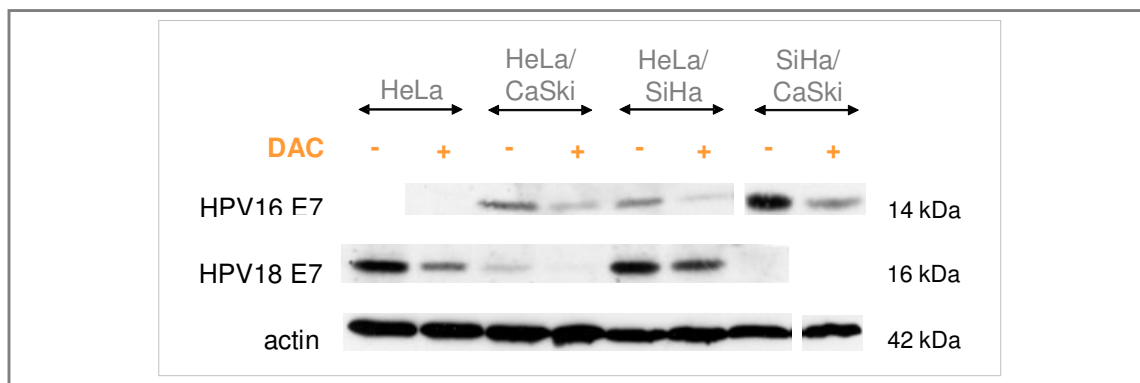 HeLa/ HeLa/ SiHa/
HeLa CaSki SiHa CaSki
DAC - + - + - + - +
HPV16 E7 14 kDa
HPV18 E7 16 kDa
actin 42 kDa